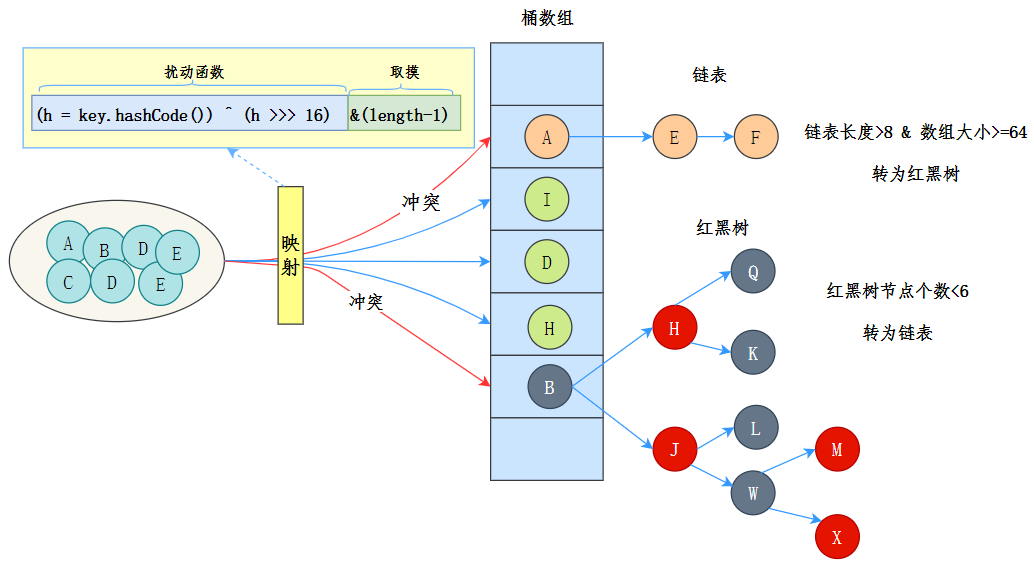 桶数组
扰动函数
取摸
(h = key.hashCode()) ^ (h >>> 16) &(length-1)
链表
A
E
F
链表长度>8 & 数组大小>=64
转为红黑树
冲突
I
映射
A
B
D
E
C
D
E
D
红黑树
Q
红黑树节点个数<6
转为链表
冲突
H
H
K
B
J
L
M
W
X